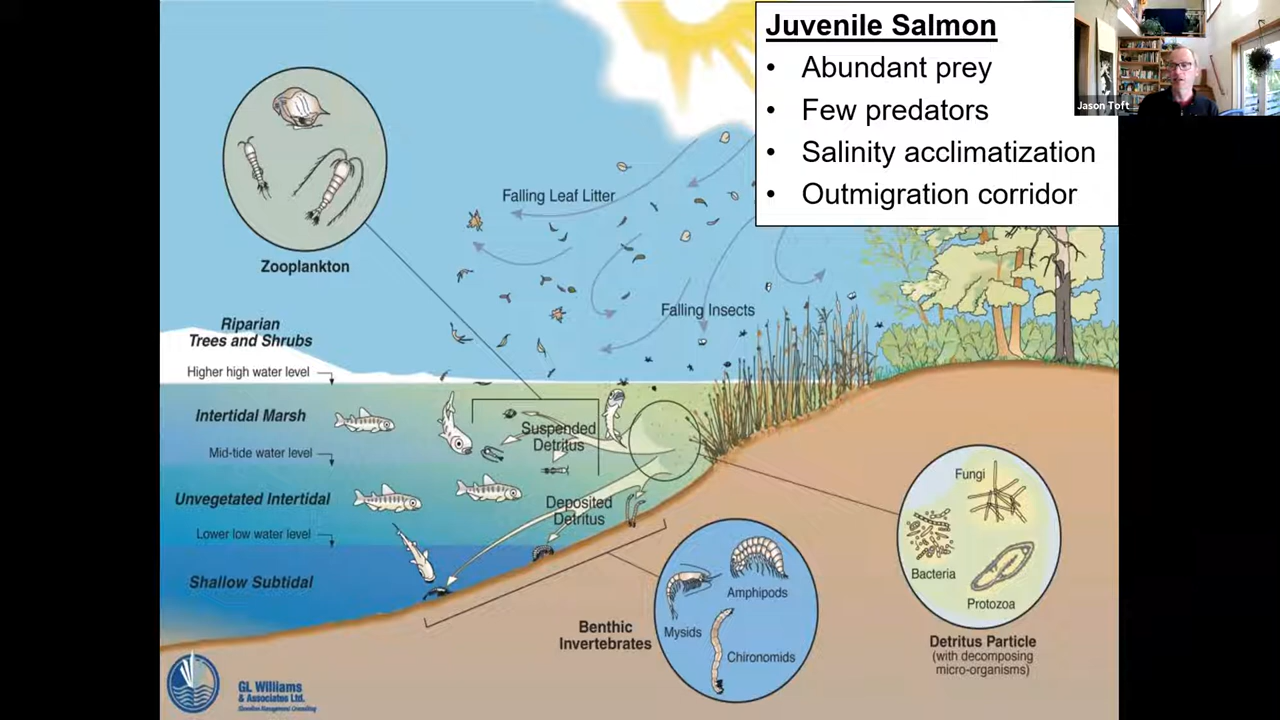 Juvenile Salmon
• Abundant prey
• Few predators
• Salinity acclimatization
• Outmigration corridor
Jason Toft
Falling Leaf Litter
Zooplankton
Falling Insects
Riparian
Trees and Shrubs
Higher high water level
Intertidal Marsh
Suspended
Detritus
Mid-tide water level
Unvegetated Intertidal
Deposited
Detritus
Lower low water level
Shallow Subtidal
Fungi
Bacteria
Protozoa
Amphipods
Mysids
Chironomids
Benthic
Invertebrates
Detritus Particle
(with decomposing
micro-organisms)
GL Williams
& Associates Ltd.